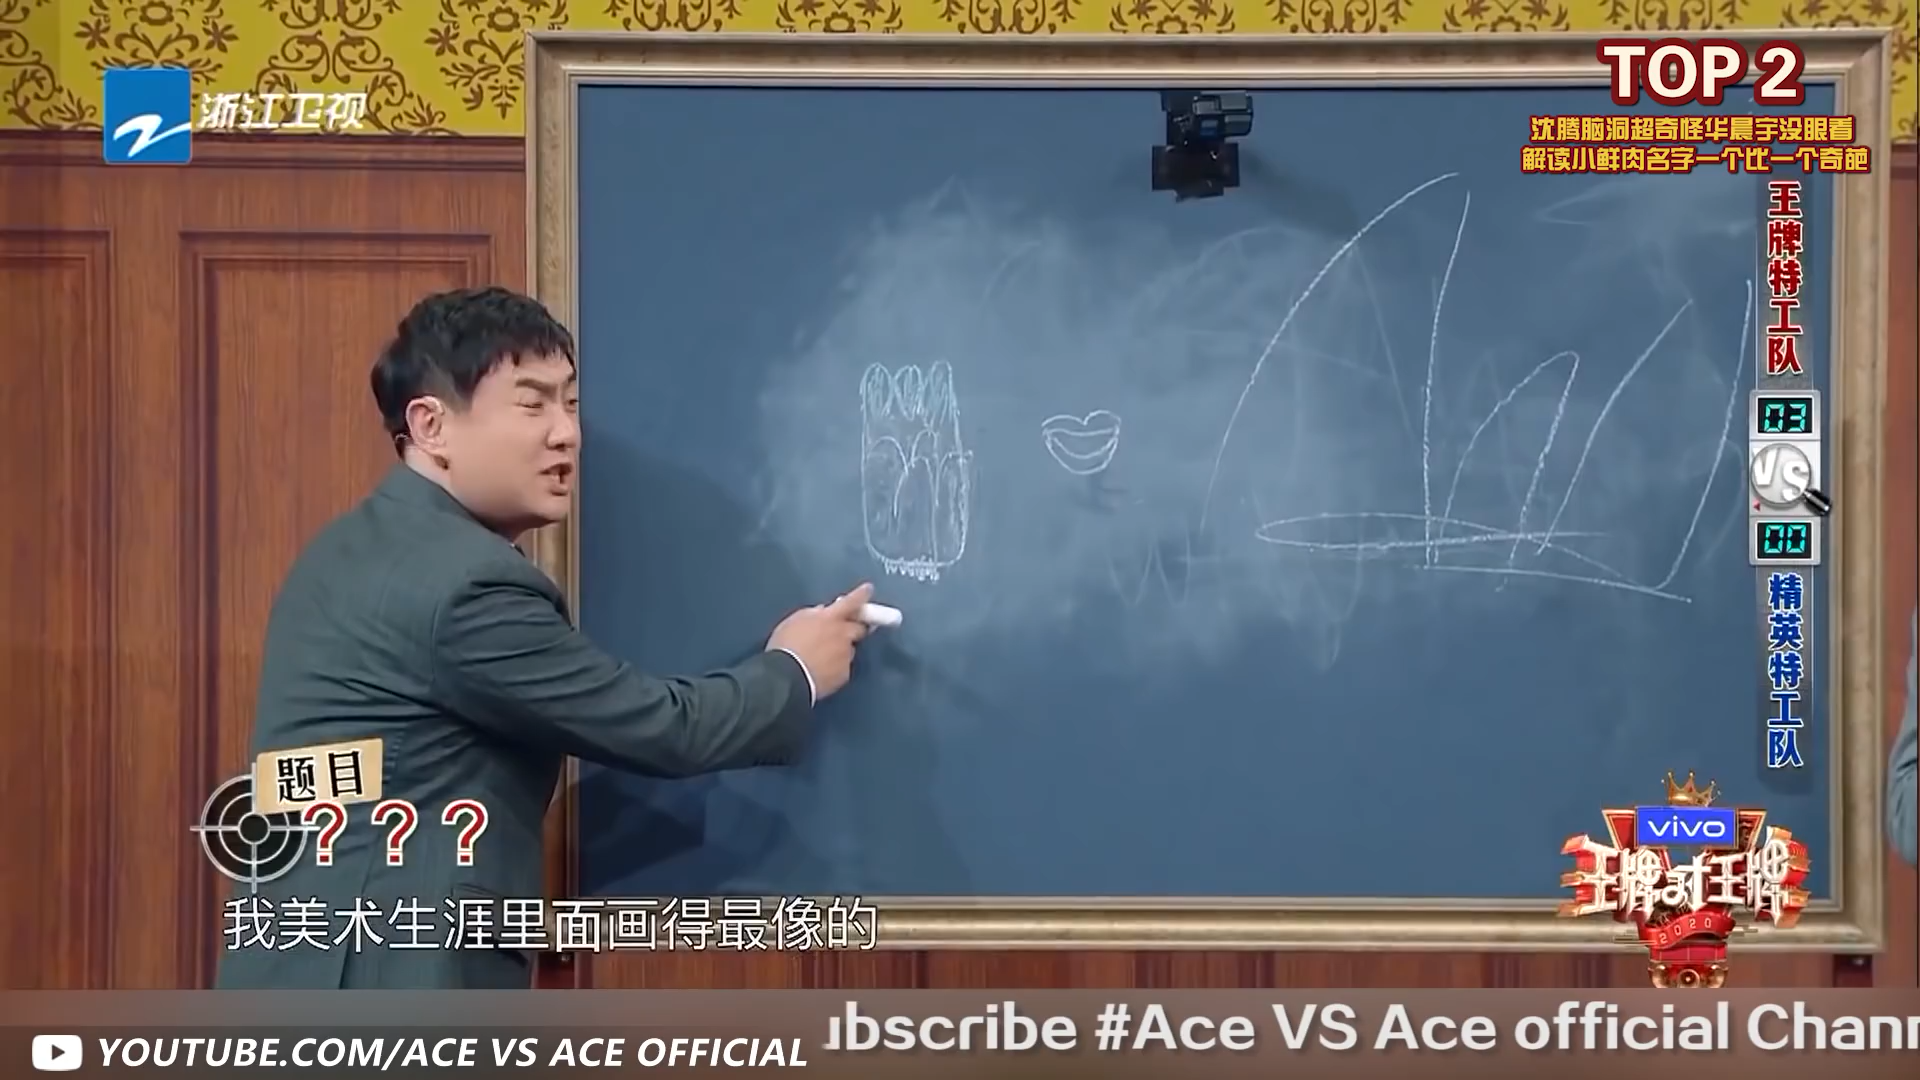 浙江卫视
TOP 2
沈腾脑洞超奇怪华晨宇没眼看
解读小鲜肉名字一个比一个奇葩
王牌特工队
03
VS
00
精英特工队
题目
？？？
我美术生涯里面画得最像的
vivo
王牌对王牌
2020
YOUTUBE.COM/ACE VS ACE OFFICIAL
ubscribe #Ace VS Ace official Chann